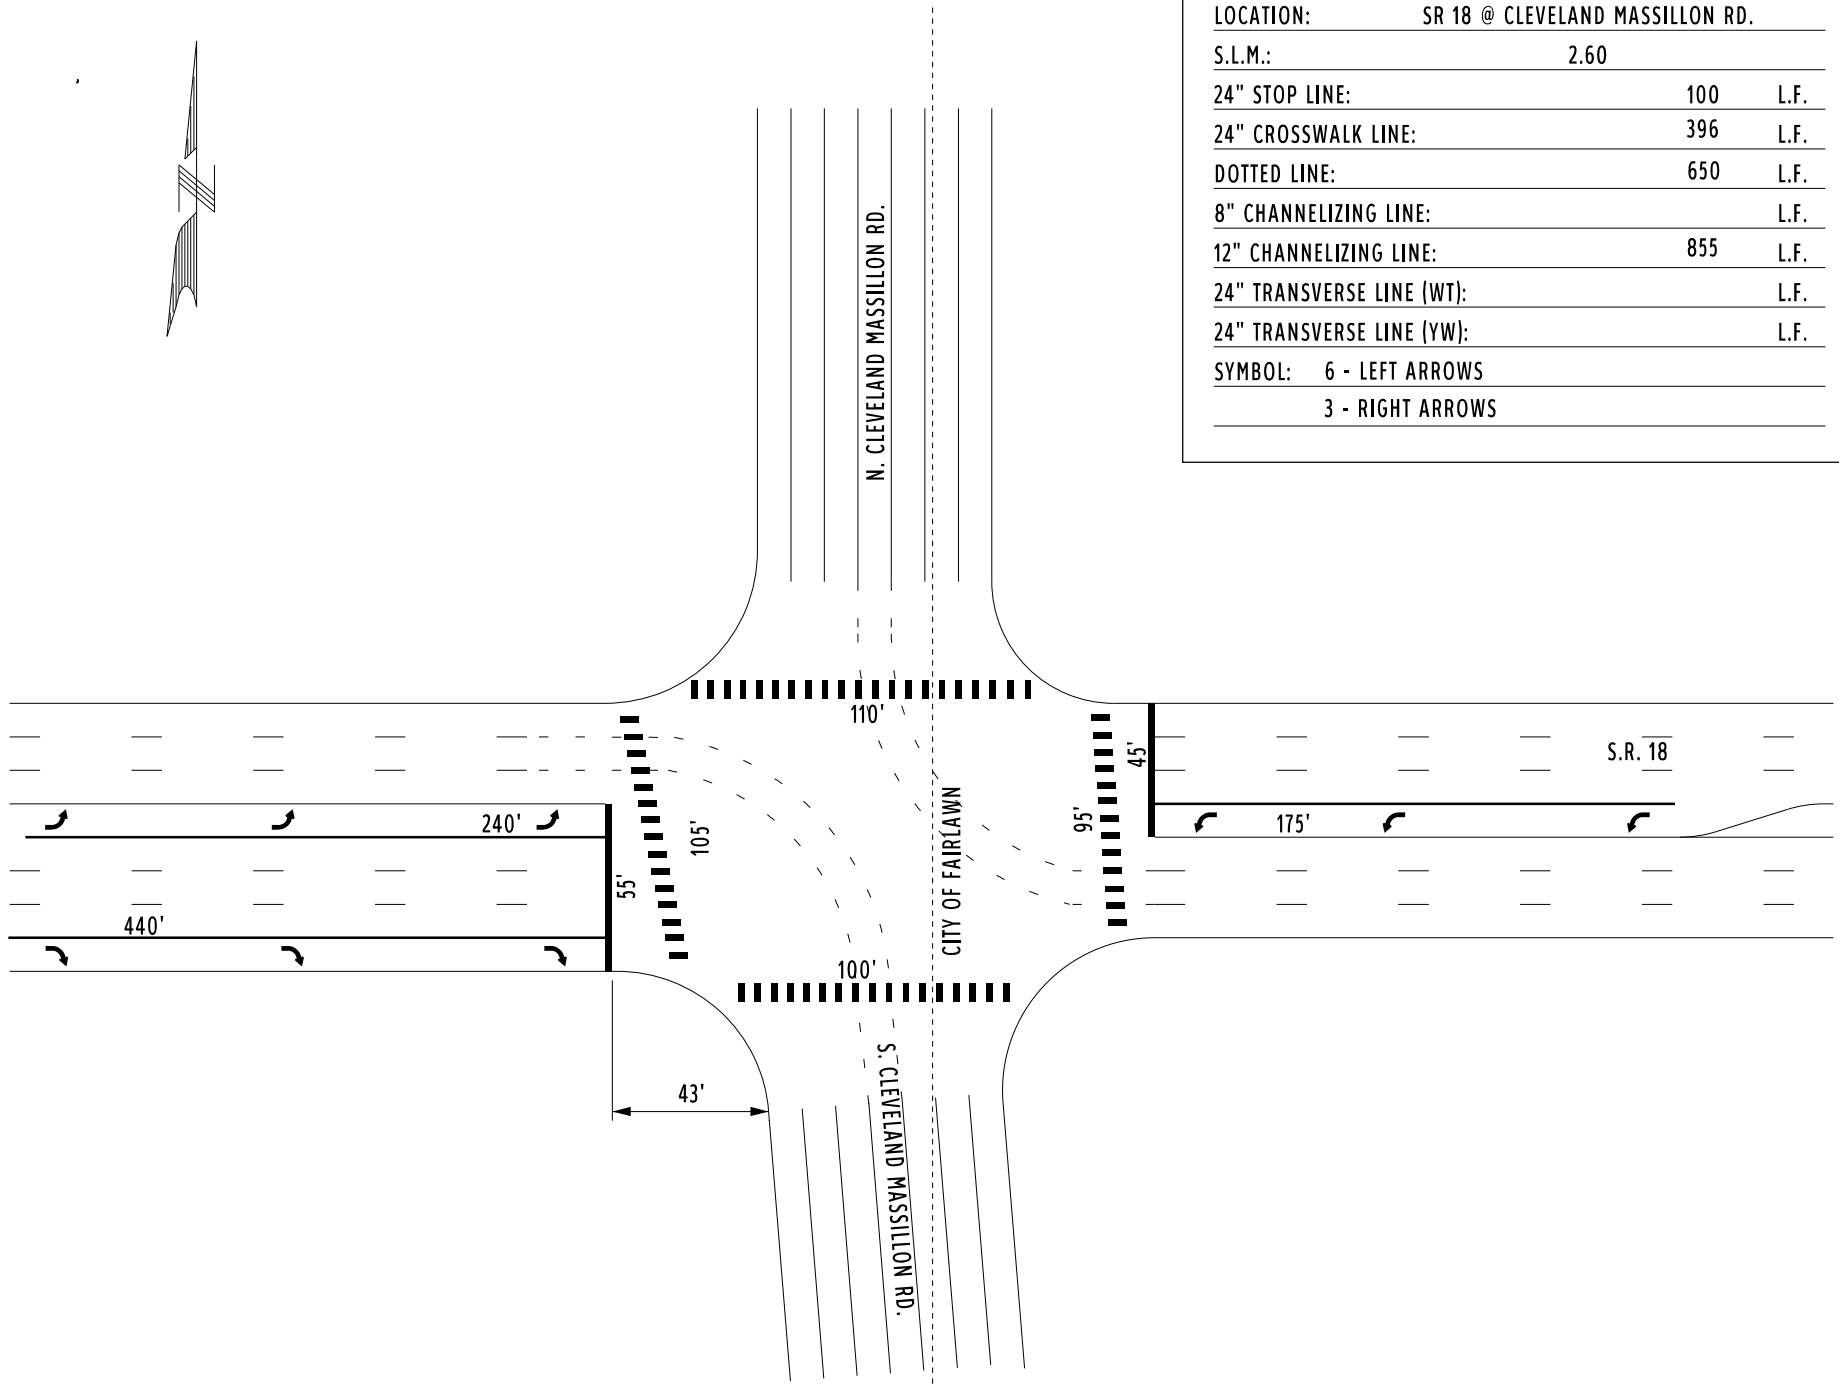 LOCATION: SR 18 @ CLEVELAND MASSILLON RD.
S.L.M.: 2.60
24" STOP LINE: 100 L.F.
24" CROSSWALK LINE: 396 L.F.
DOTTED LINE: 650 L.F.
8" CHANNELIZING LINE: L.F.
12" CHANNELIZING LINE: 855 L.F.
24" TRANSVERSE LINE (WT): L.F.
24" TRANSVERSE LINE (YW): L.F.
SYMBOL: 6 - LEFT ARROWS
3 - RIGHT ARROWS
N
N. CLEVELAND MASSILLON RD.
110'
45'
S.R. 18
240'
105'
95'
175'
55'
CITY OF FAIRLAWN
440'
100'
43'
S. CLEVELAND MASSILLON RD.